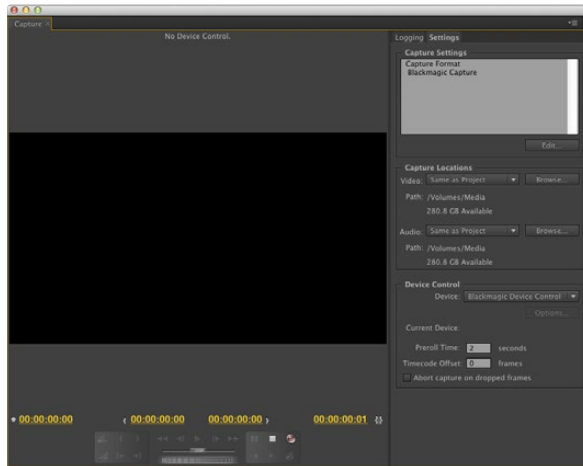 Capture
No Device Control.
Logging Settings
Capture Settings
Capture Format
Blackmagic Capture
Edit...
Capture Locations
Video: Same as Project Browse...
Path: /Volumes/Media
280.8 GB Available
Audio: Same as Project Browse...
Path: /Volumes/Media
280.8 GB Available
Device Control
Device: Blackmagic Device Control
Options...
Current Device:
Preroll Time: 2 seconds
Timecode Offset: 0 frames
Abort capture on dropped frames
00:00:00:00 00:00:00:00 00:00:00:00 00:00:00:01